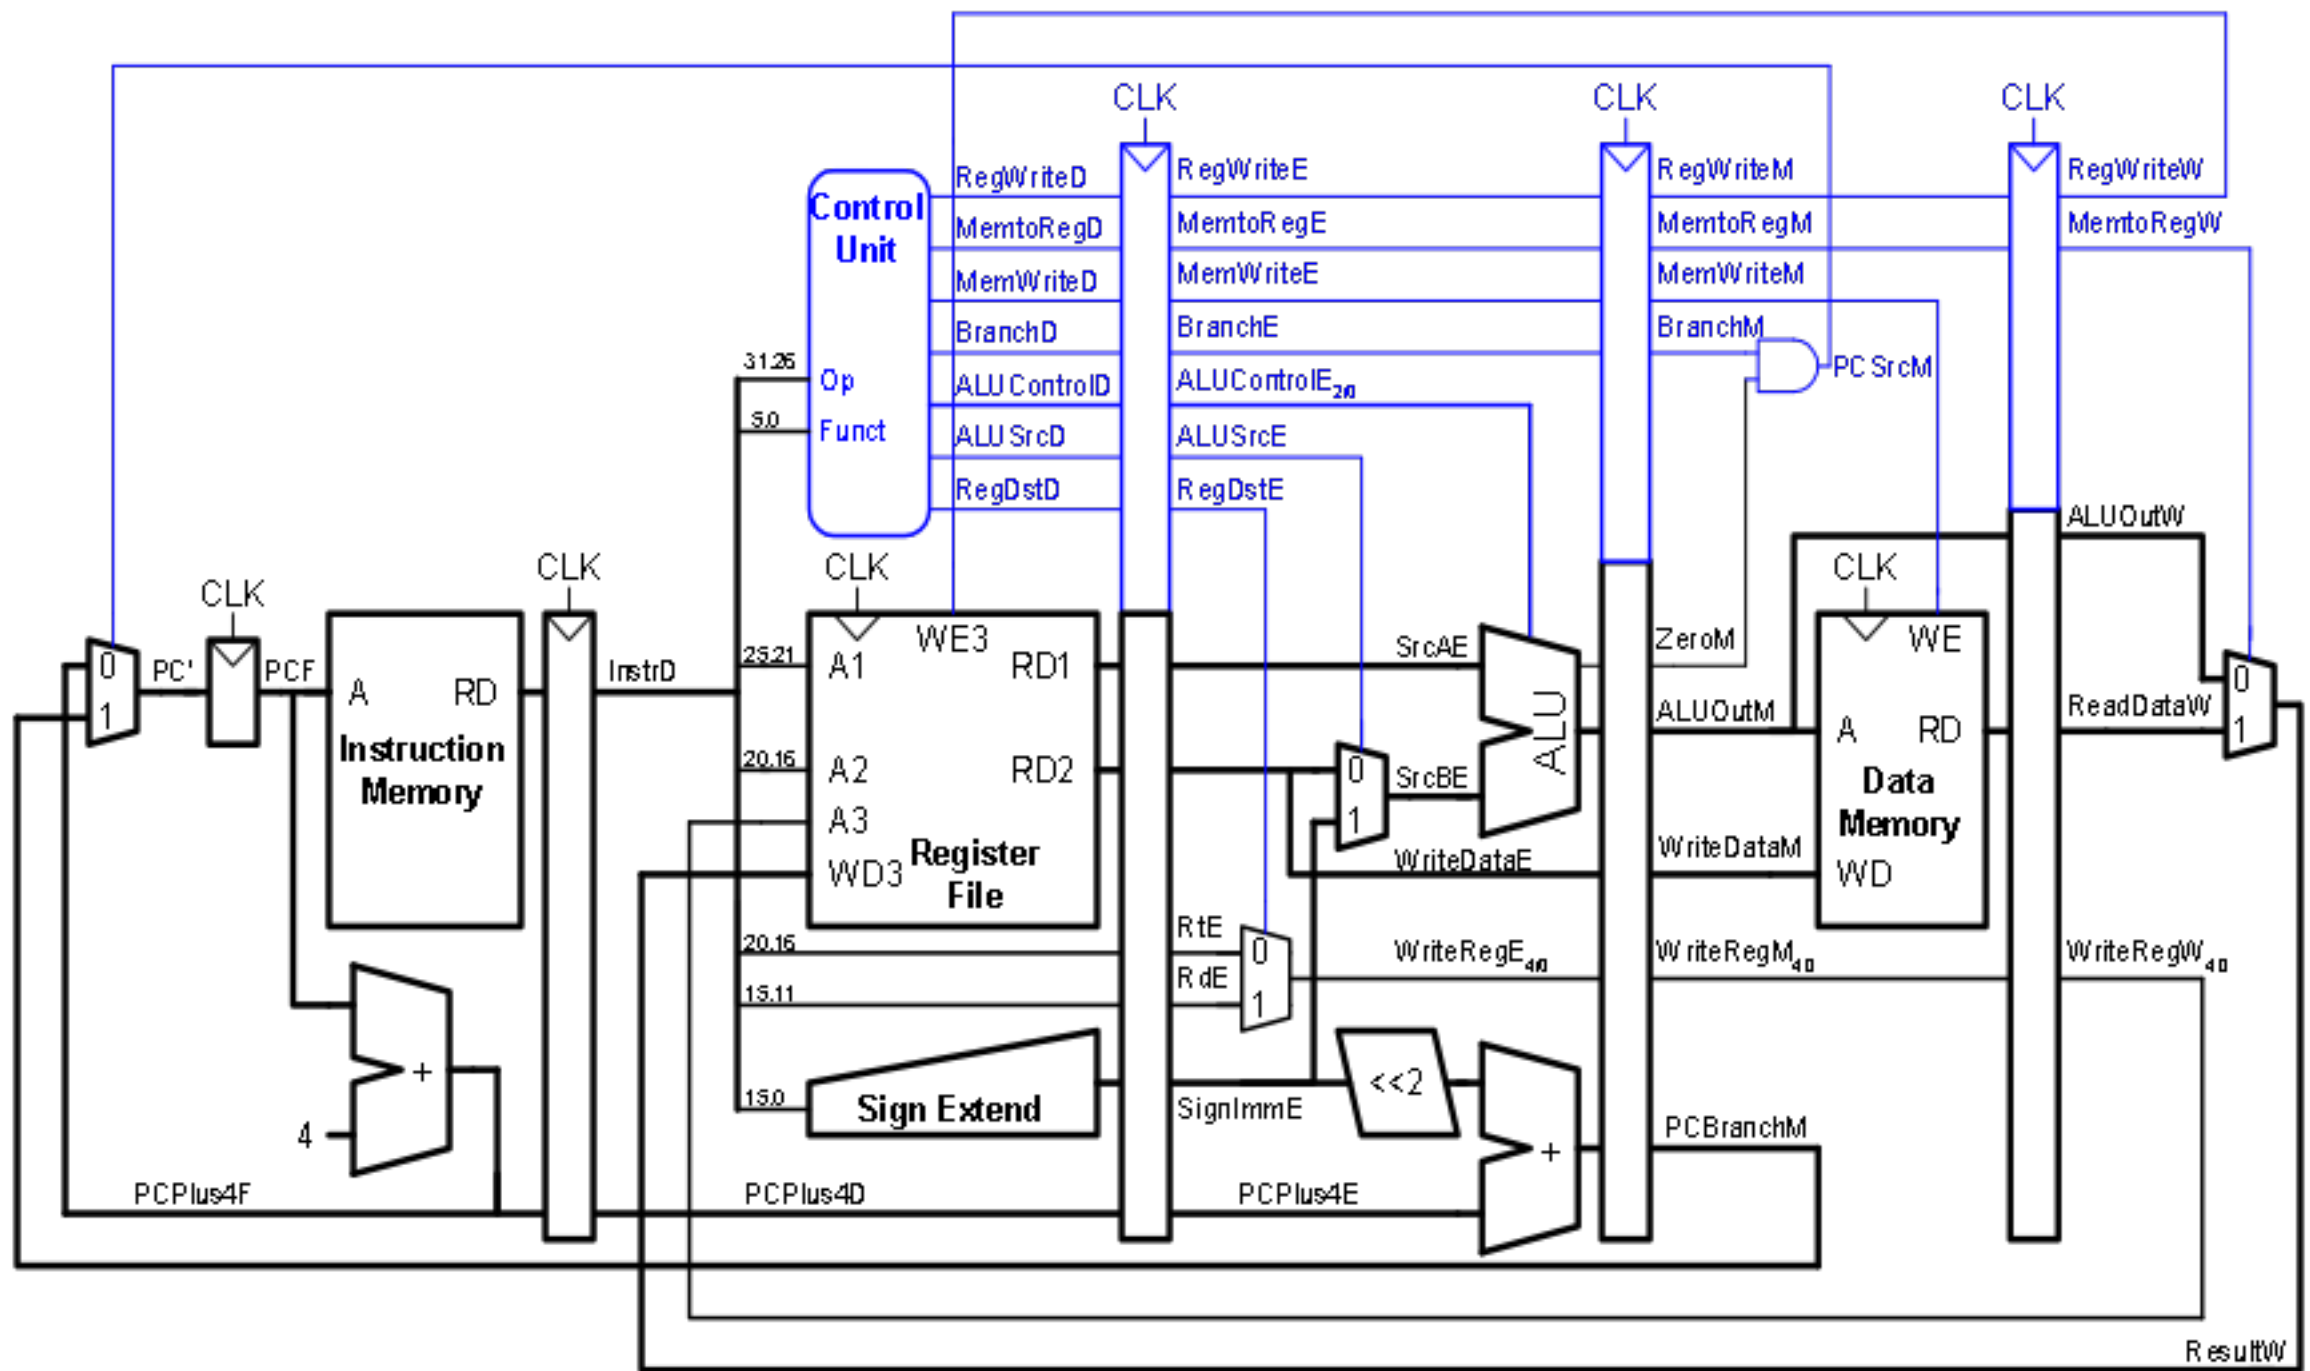 CLK CLK CLK
RegWriteD RegWriteE RegWriteM RegWriteW
Control Unit
MemtoRegD MemtoRegE MemtoRegM MemtoRegW
MemWriteD MemWriteE MemWriteM
BranchD BranchE BranchM
PCSrcM
31:26 Op ALUControlD ALUControlE2:0
5:0 Funct ALUSrcD ALUSrcE
RegDstD RegDstE
ALUOutW
CLK CLK CLK CLK
WE3 WE
0 PC' PCF A RD InstrD 25:21 A1 RD1 SrcAE ZeroM 0
1 ALU ALUOutM A RD ReadDataW 1
Instruction Memory
20:16 A2 RD2 0 SrcBE Data Memory
A3 1
Register File
WD3 WriteDataE WriteDataM WD
20:16 RtE 0 WriteRegE4:0 WriteRegM4:0 WriteRegW4:0
15:11 RdE 1
+ <<2
15:0 Sign Extend SignImmE
4 + PCBranchM
PCPlus4F PCPlus4D PCPlus4E
ResultW